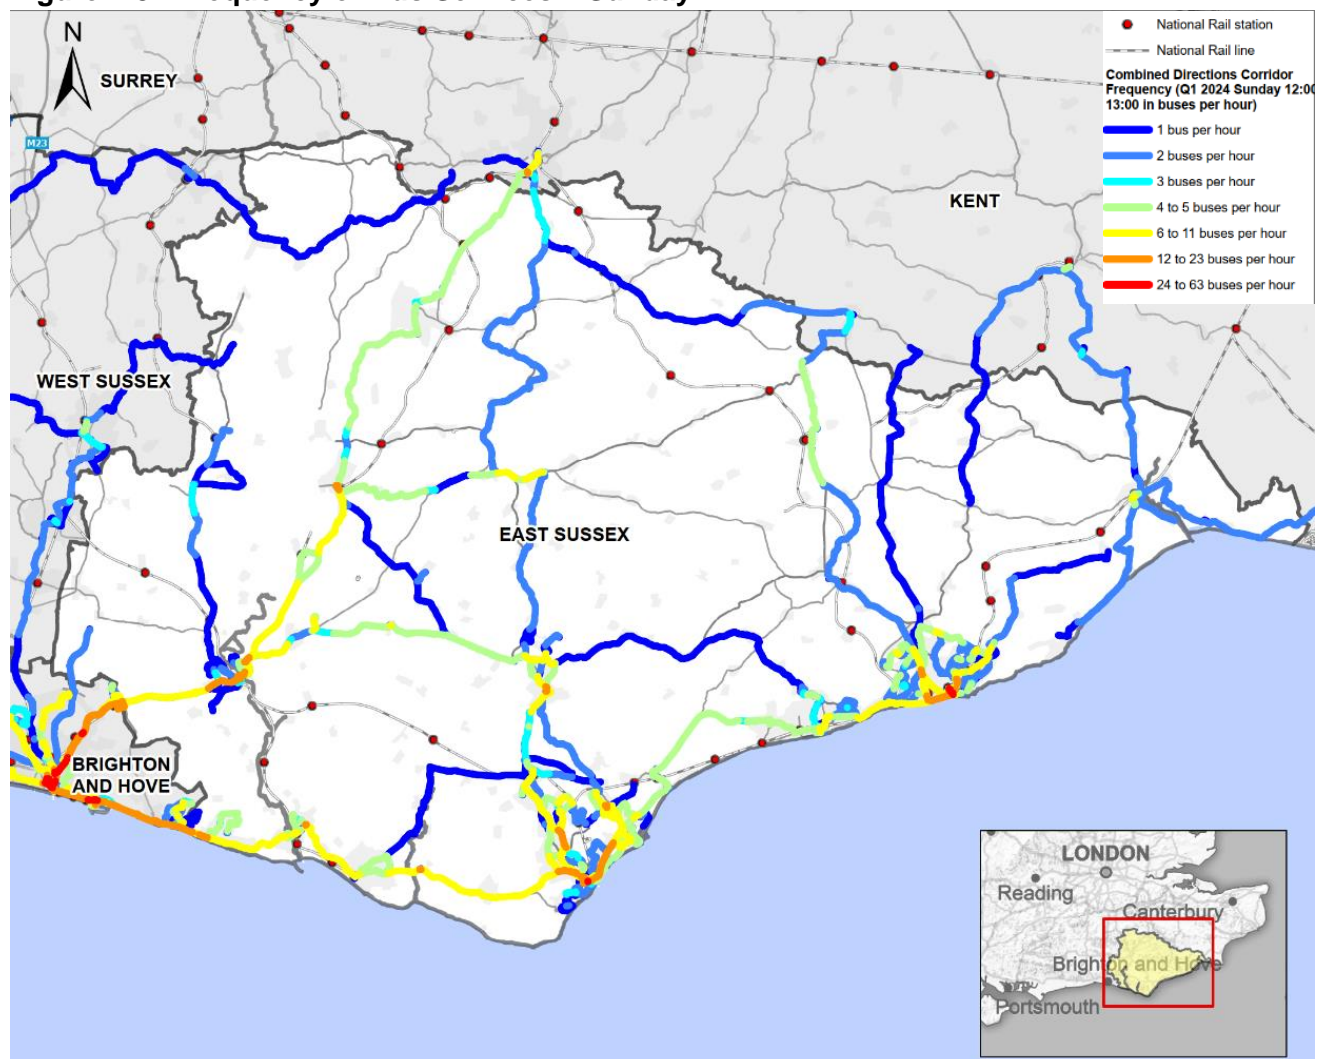 N
SURREY
M23
KENT
WEST SUSSEX
EAST SUSSEX
BRIGHTON
AND HOVE
National Rail station
National Rail line
Combined Directions Corridor
Frequency (Q1 2024 Sunday 12:00
13:00 in buses per hour)
1 bus per hour
2 buses per hour
3 buses per hour
4 to 5 buses per hour
6 to 11 buses per hour
12 to 23 buses per hour
24 to 63 buses per hour
LONDON
Reading
Canterbury
Brighton and Hove
Portsmouth